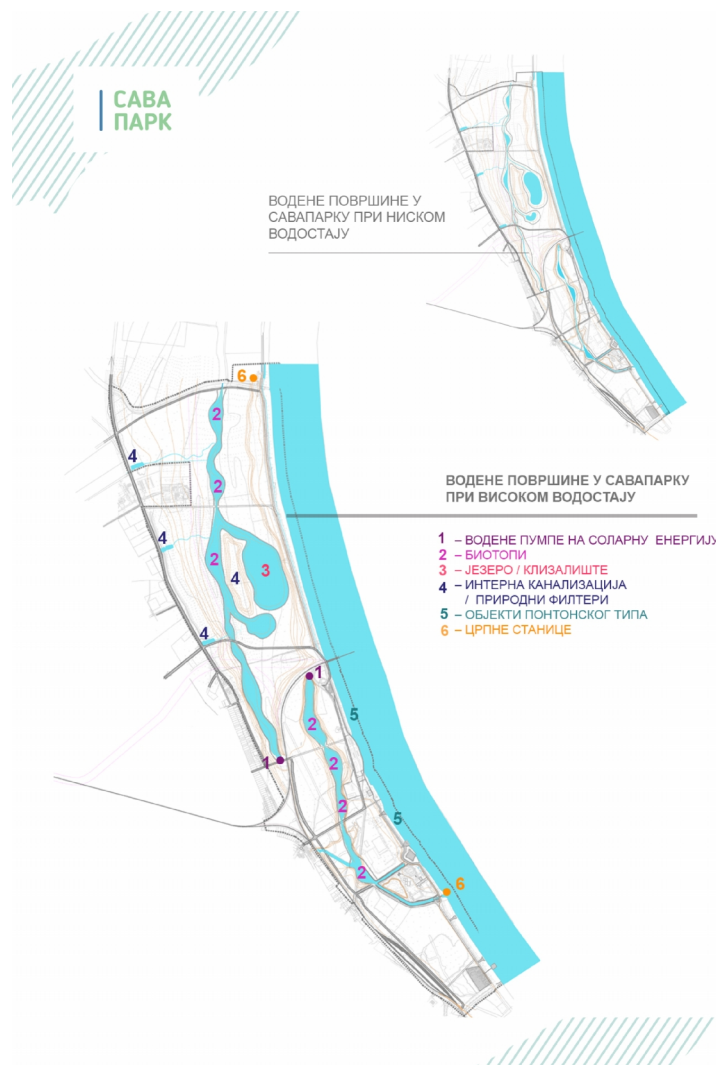 САВА
ПАРК
ВОДЕНЕ ПОВРШИНЕ У
САВАПАРКУ ПРИ НИСКОМ
ВОДОСТАЈУ
6
2
4
2
4
2
4
3
4
1
2
5
1
2
2
5
2
6
ВОДЕНЕ ПОВРШИНЕ У САВАПАРКУ
ПРИ ВИСОКОМ ВОДОСТАЈУ
1 – ВОДЕНЕ ПУМПЕ НА СОЛАРНУ ЕНЕРГИЈУ
2 – БИОТОПИ
3 – ЈЕЗЕРО / КЛИЗАЛИШТЕ
4 – ИНТЕРНА КАНАЛИЗАЦИЈА
/ ПРИРОДНИ ФИЛТЕРИ
5 – ОБЈЕКТИ ПОНТОНСКОГ ТИПА
6 – ЦРПНЕ СТАНИЦЕ